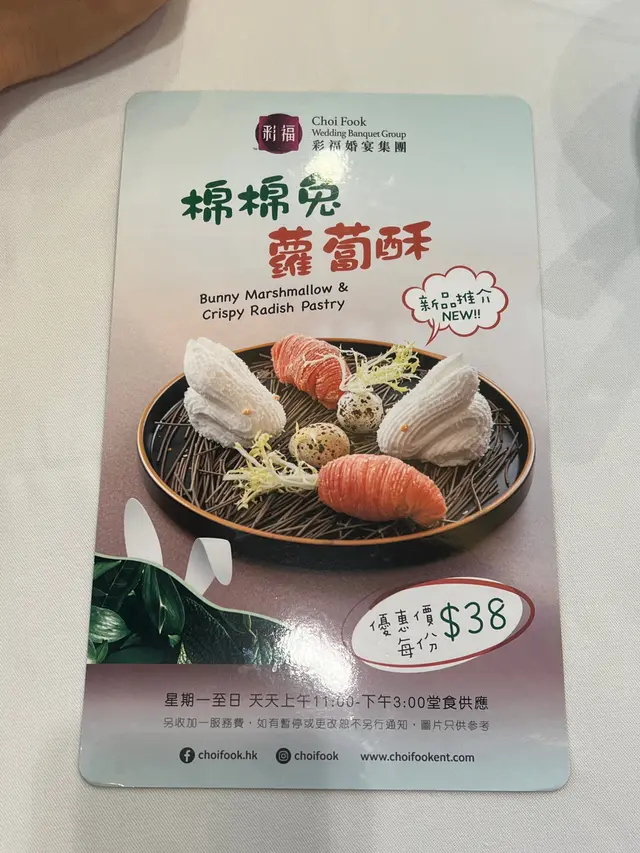 彩福
Choi Fook
Wedding Banquet Group
彩福婚宴集團
棉棉兔
蘿蔔酥
Bunny Marshmallow &
Crispy Radish Pastry
新品推介
NEW!!
優惠價
每份
$38
星期一至日 天天上午11:00-下午3:00堂食供應
另收加一服務費，如有暫停或更改恕不另行通知，圖片只供參考
choifook.hk
choifook
www.choifookent.com